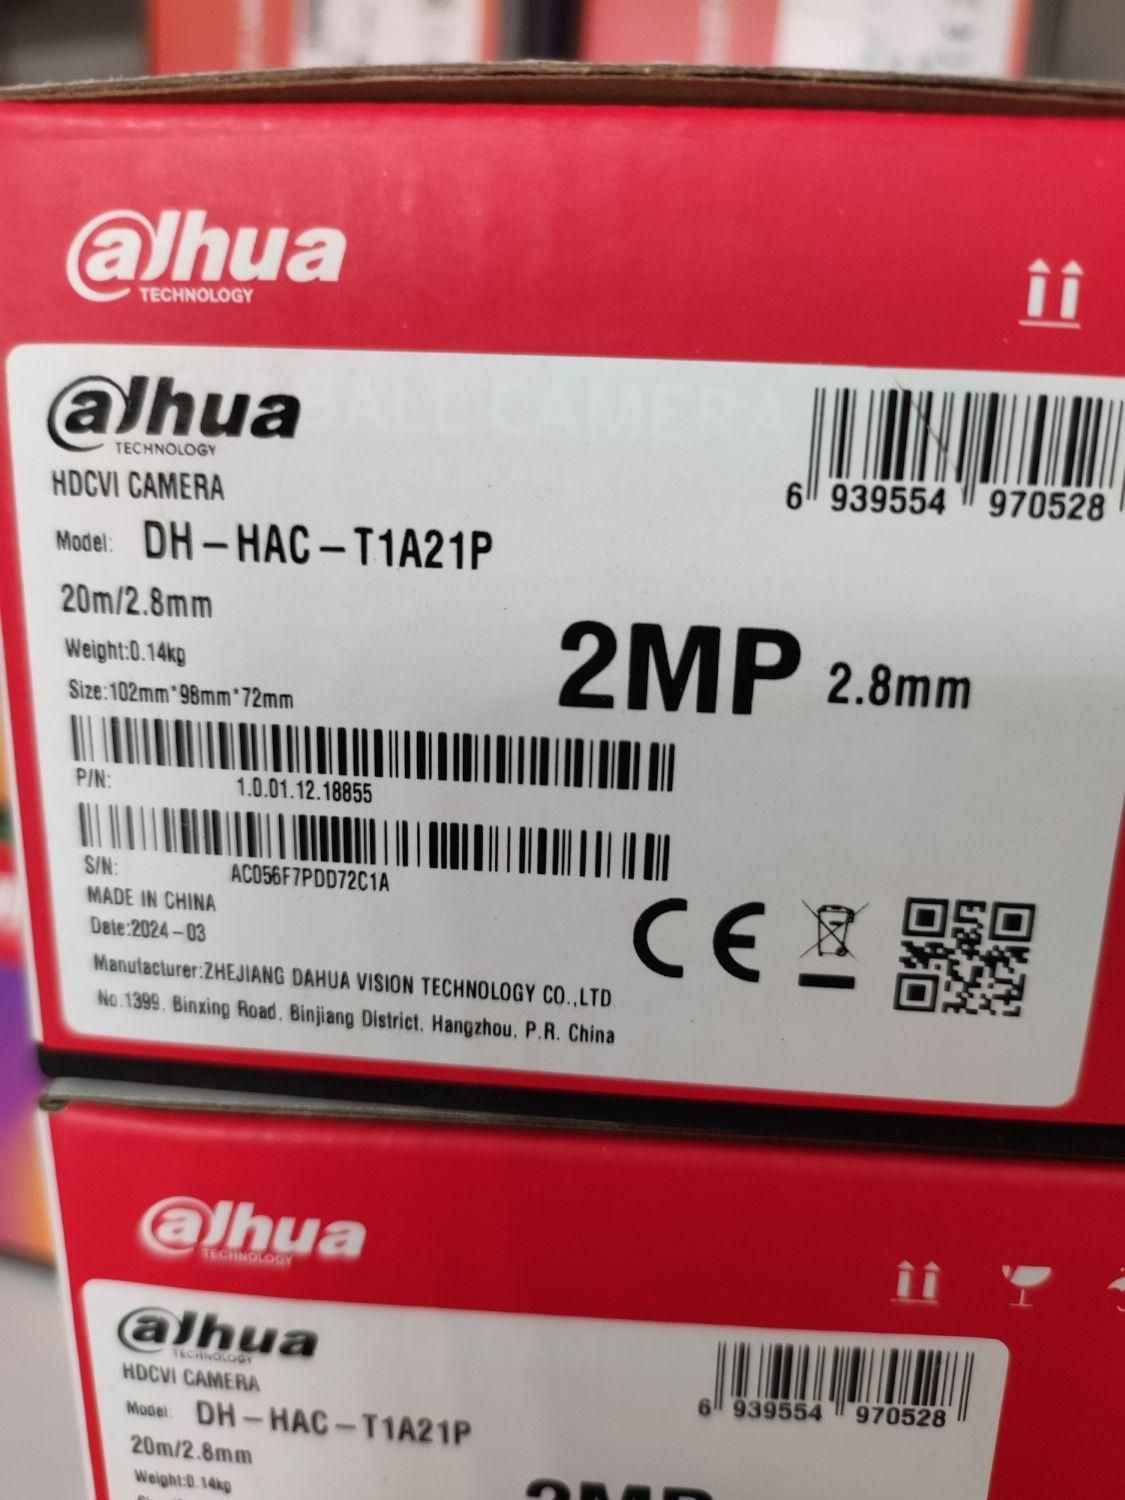 alhua
TECHNOLOGY
alhua
TECHNOLOGY
HDCVI CAMERA
Model: DH-HAC-T1A21P
20m/2.8mm
Weight:0.14kg
Size:102mm*98mm*72mm
6 939554 970528
2MP 2.8mm
P/N: 1.0.01.12.18855
S/N: AC056F7PDD72C1A
MADE IN CHINA
Date:2024-03
Manufacturer:ZHEJIANG DAHUA VISION TECHNOLOGY CO.,LTD
No.1399, Binxing Road, Binjiang District, Hangzhou, P.R. China
CE
alhua
TECHNOLOGY
alhua
TECHNOLOGY
HDCVI CAMERA
Model: DH-HAC-T1A21P
20m/2.8mm
Weight:0.14kg
6 939554 970528
2MP